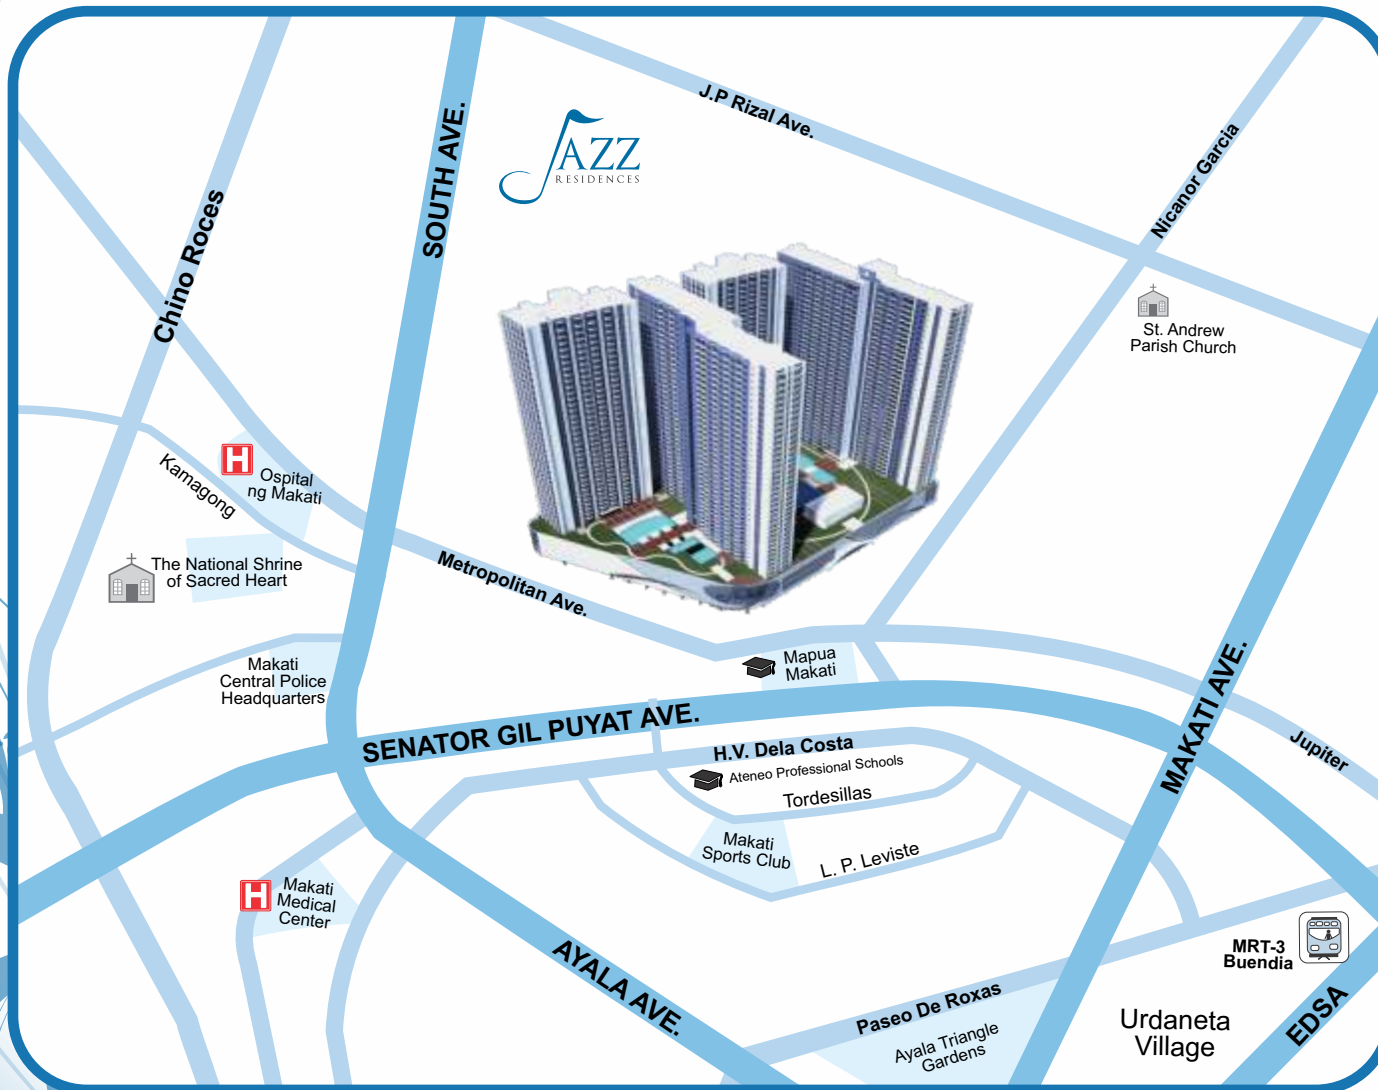 J.P Rizal Ave.
SOUTH AVE.
JAZZ
RESIDENCES
Nicanor Garcia
Chino Roces
St. Andrew
Parish Church
Kamagong
Ospital
ng Makati
The National Shrine
of Sacred Heart
Metropolitan Ave.
Makati
Central Police
Headquarters
Mapua
Makati
MAKATI AVE.
SENATOR GIL PUYAT AVE.
Jupiter
H.V. Dela Costa
Ateneo Professional Schools
Tordesillas
Makati
Sports Club
L. P. Leviste
H
H
Makati
Medical
Center
AYALA AVE.
MRT-3
Buendia
Paseo De Roxas
Ayala Triangle
Gardens
Urdaneta
Village
EDSA